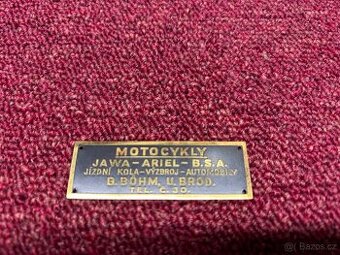 MOTOCYKLY
JAWA-ARIEL-B.S.A.
JÍZDNÍ KOLA-VÝZBROJ-AUTOMOBILY
B. BÖHM, U. BROD.
TEL. Č. 30.
Bazos.cz